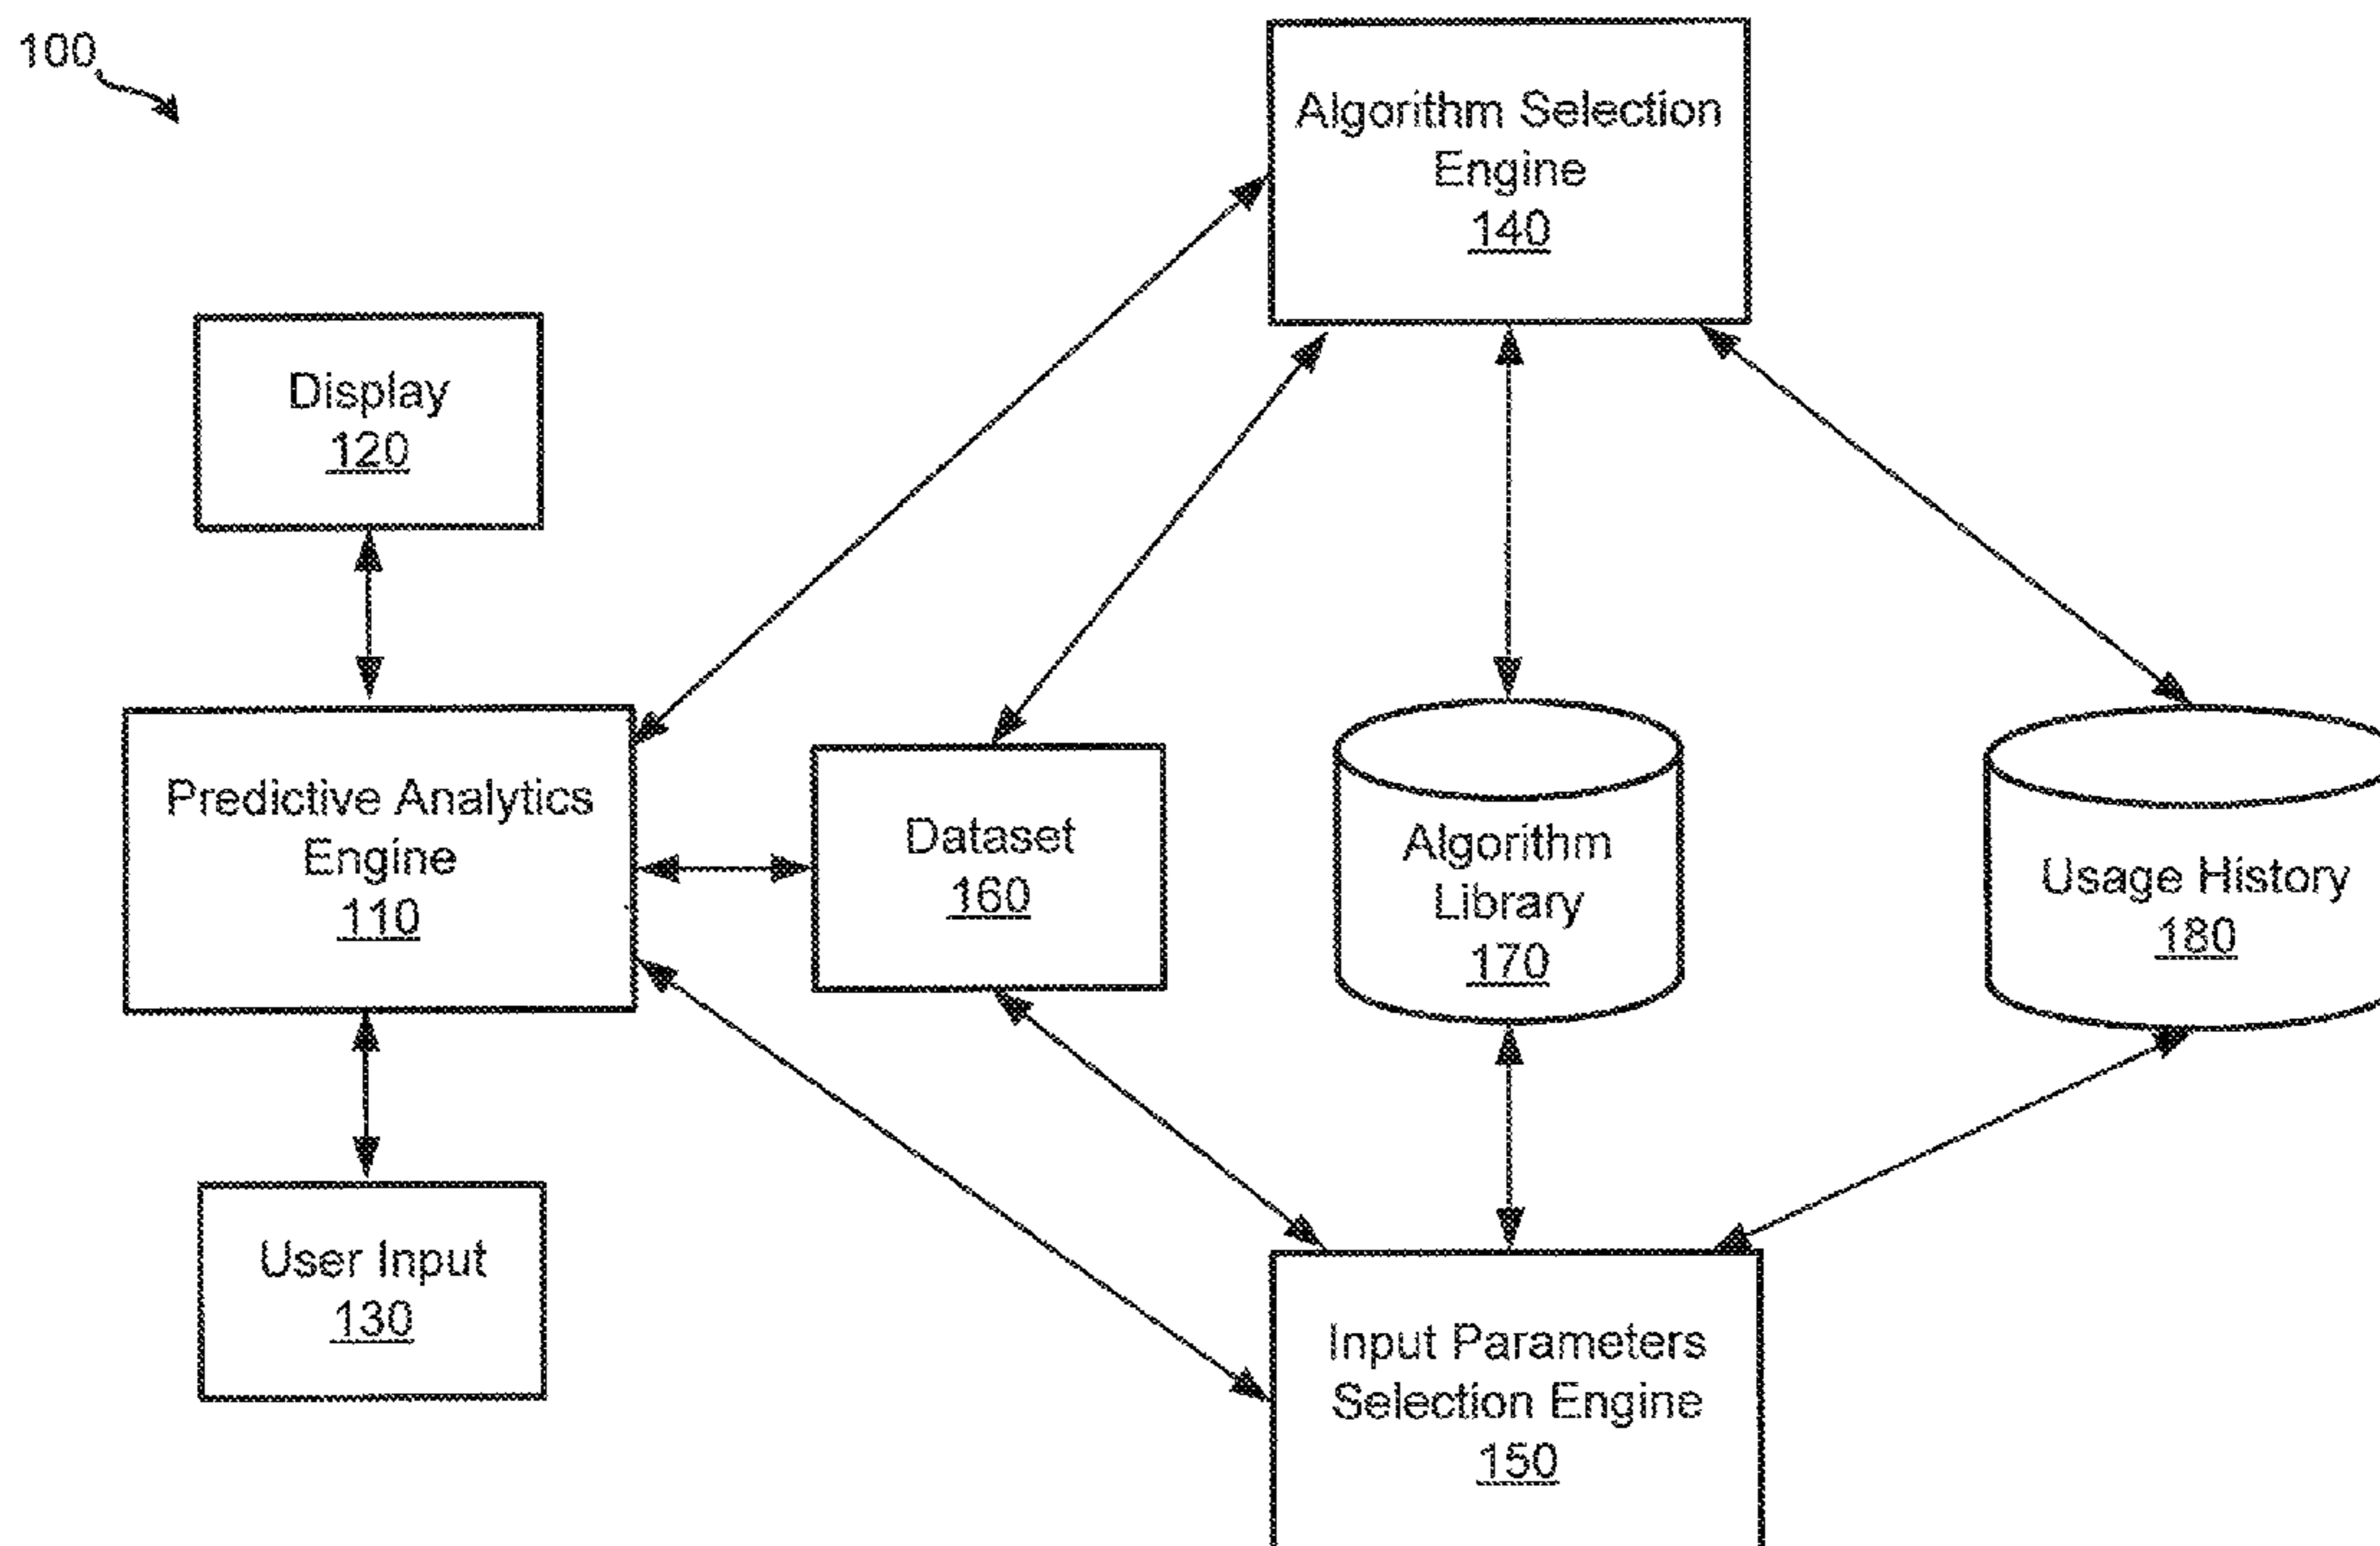 100
Algorithm Selection
Engine
140
Display
120
Predictive Analytics
Engine
110
Dataset
160
Algorithm
Library
170
Usage History
180
User Input
130
Input Parameters
Selection Engine
150